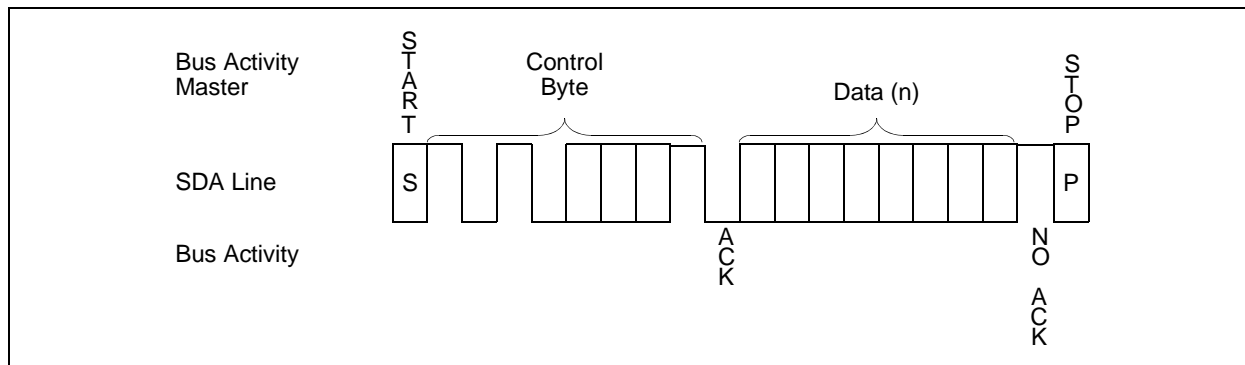 Bus Activity
Master
START
Control
Byte
Data (n)
STOP
SDA Line
S
P
Bus Activity
ACK
NO ACK